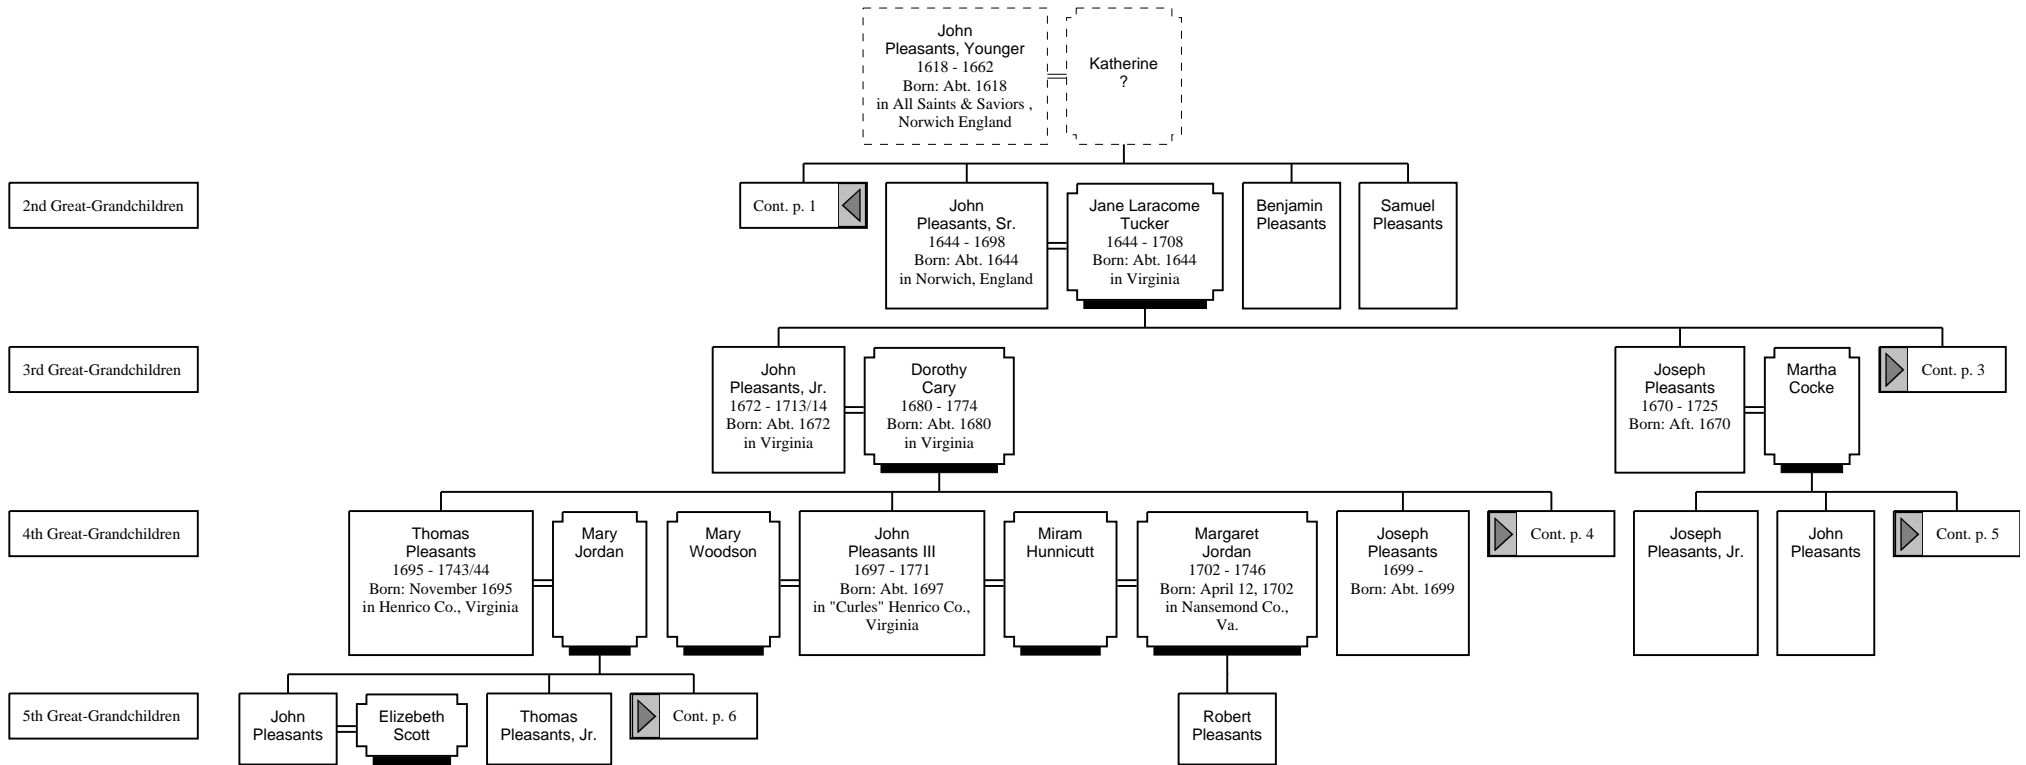 John
Pleasants, Younger
1618 - 1662
Born: Abt. 1618
in All Saints & Saviors ,
Norwich England
Katherine
?
2nd Great-Grandchildren
Cont. p. 1
John
Pleasants, Sr.
1644 - 1698
Born: Abt. 1644
in Norwich, England
Jane Laracome
Tucker
1644 - 1708
Born: Abt. 1644
in Virginia
Benjamin
Pleasants
Samuel
Pleasants
3rd Great-Grandchildren
John
Pleasants, Jr.
1672 - 1713/14
Born: Abt. 1672
in Virginia
Dorothy
Cary
1680 - 1774
Born: Abt. 1680
in Virginia
Joseph
Pleasants
1670 - 1725
Born: Aft. 1670
Martha
Cocke
Cont. p. 3
4th Great-Grandchildren
Thomas
Pleasants
1695 - 1743/44
Born: November 1695
in Henrico Co., Virginia
Mary
Jordan
Mary
Woodson
John
Pleasants III
1697 - 1771
Born: Abt. 1697
in "Curles" Henrico Co.,
Virginia
Miram
Hunnicutt
Margaret
Jordan
1702 - 1746
Born: April 12, 1702
in Nansemond Co.,
Va.
Joseph
Pleasants
1699 -
Born: Abt. 1699
Cont. p. 4
Joseph
Pleasants, Jr.
John
Pleasants
Cont. p. 5
5th Great-Grandchildren
John
Pleasants
Elizebeth
Scott
Thomas
Pleasants, Jr.
Cont. p. 6
Robert
Pleasants